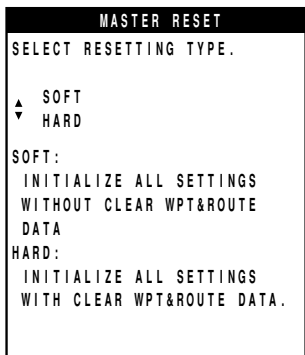 MASTER RESET
SELECT RESETTING TYPE.
SOFT
HARD
SOFT:
INITIALIZE ALL SETTINGS
WITHOUT CLEAR WPT&ROUTE
DATA
HARD:
INITIALIZE ALL SETTINGS
WITH CLEAR WPT&ROUTE DATA.